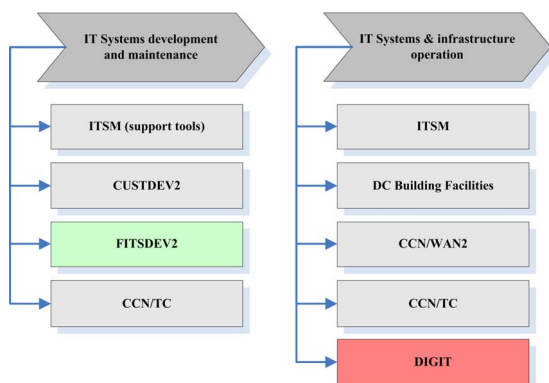 IT Systems development
and maintenance
ITSM (support tools)
CUSTDEV2
FITSDEV2
CCN/TC
IT Systems & infrastructure
operation
ITSM
DC Building Facilities
CCN/WAN2
CCN/TC
DIGIT